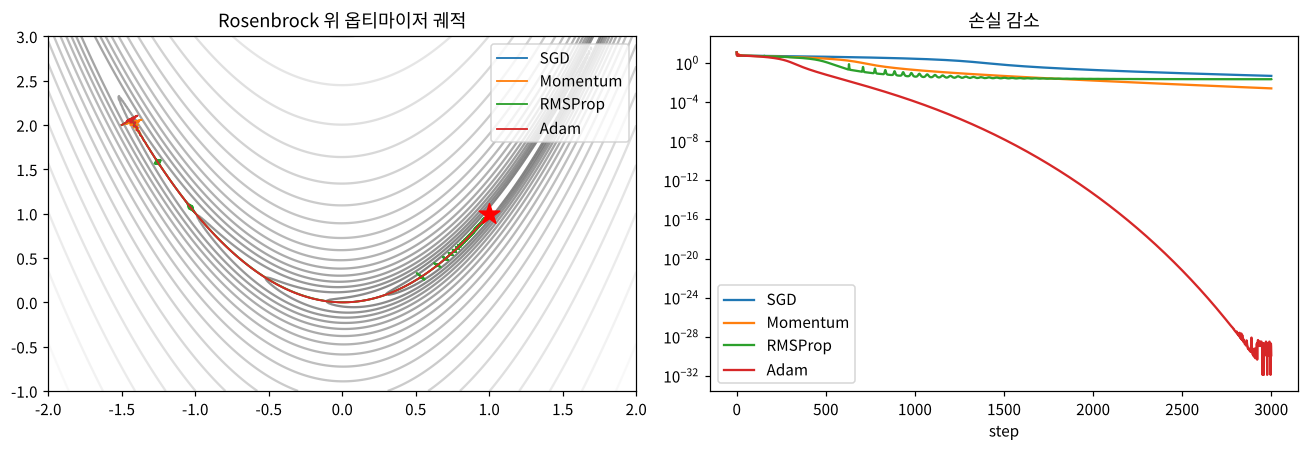 Rosenbrock 위 옵티마이저 궤적
3.0
2.5
2.0
1.5
1.0
0.5
0.0
-0.5
-1.0
-2.0 -1.5 -1.0 -0.5 0.0 0.5 1.0 1.5 2.0
SGD
Momentum
RMSProp
Adam
손실 감소
10⁰
10⁻⁴
10⁻⁸
10⁻¹²
10⁻¹⁶
10⁻²⁰
10⁻²⁴
10⁻²⁸
10⁻³²
SGD
Momentum
RMSProp
Adam
0 500 1000 1500 2000 2500 3000
step